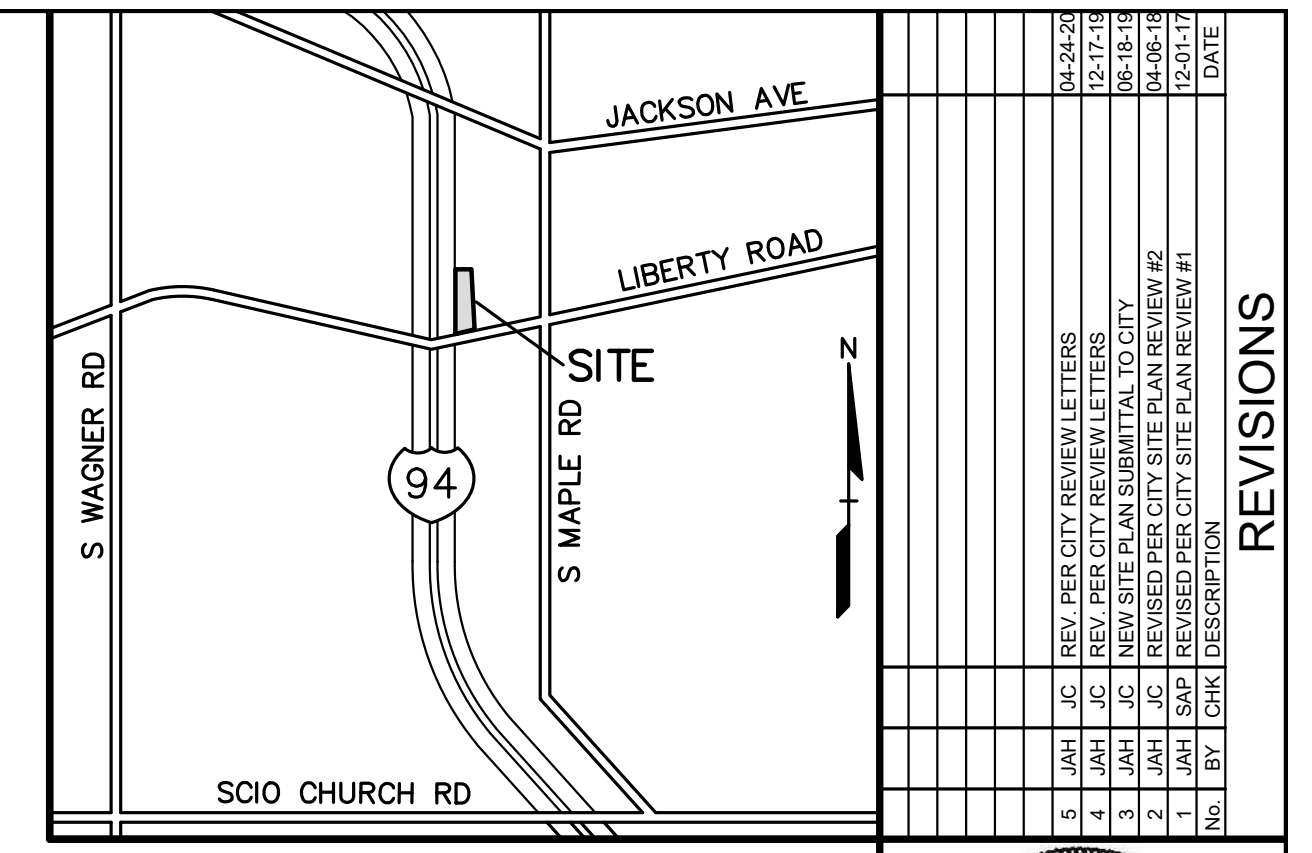 JACKSON AVE
LIBERTY ROAD
SITE
N
S WAGNER RD
94
S MAPLE RD
SCIO CHURCH RD
5 JAH JC REV. PER CITY REVIEW LETTERS 04-24-20
4 JAH JC REV. PER CITY REVIEW LETTERS 12-17-19
3 JAH JC NEW SITE PLAN SUBMITTAL TO CITY 06-18-19
2 JAH JC REVISED PER CITY SITE PLAN REVIEW #2 04-06-18
1 JAH SAP REVISED PER CITY SITE PLAN REVIEW #1 12-01-17
No. BY CHK DESCRIPTION DATE
REVISIONS